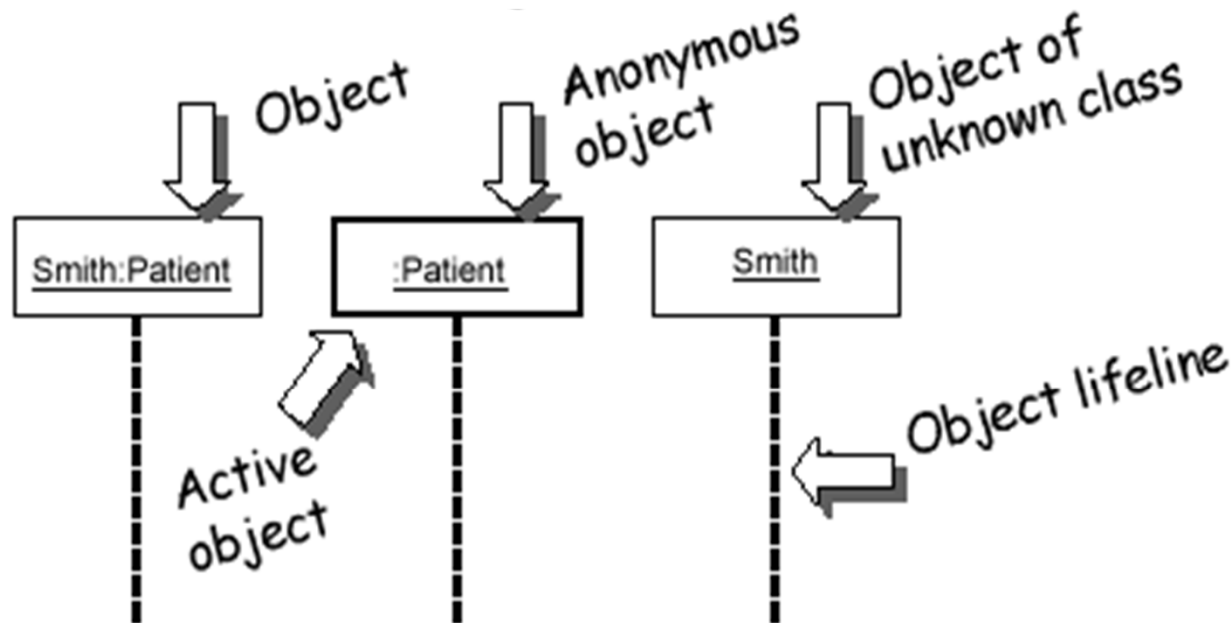 Object
Anonymous
object
Object of
unknown class
Smith:Patient
:Patient
Smith
Active
object
Object lifeline